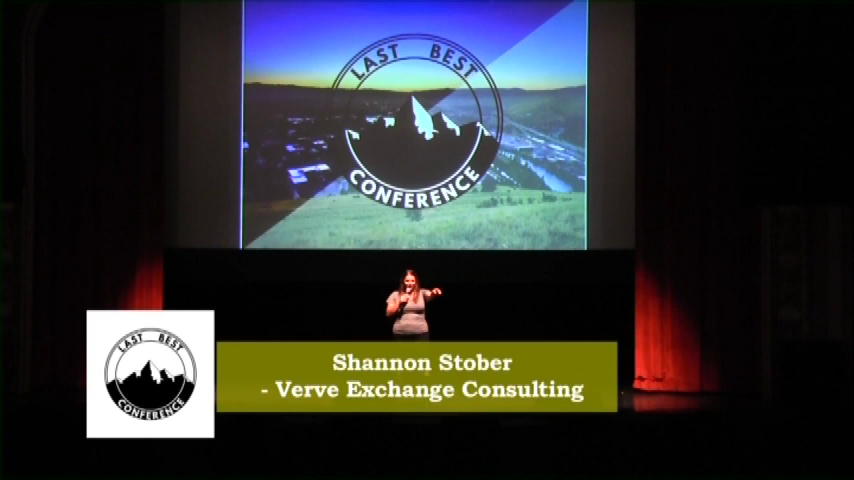 LAST BEST
CONFERENCE
LAST BEST
CONFERENCE
Shannon Stober
- Verve Exchange Consulting